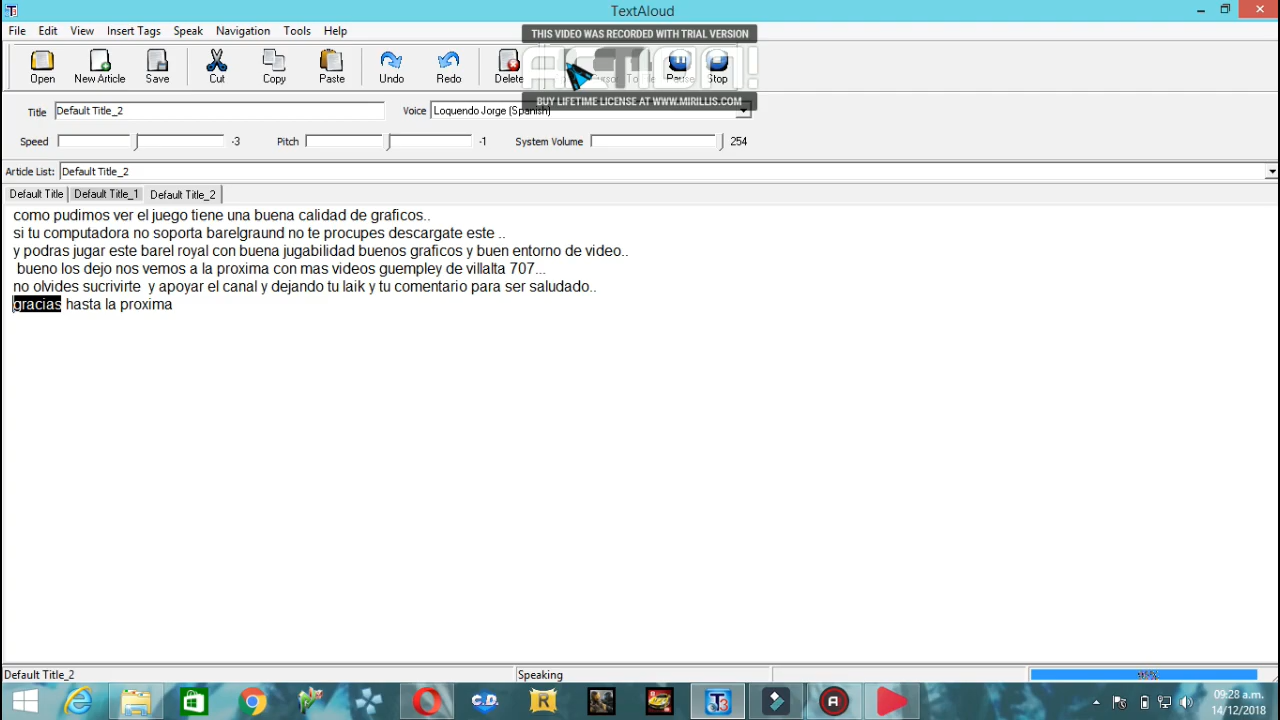 TextAloud
File Edit View Insert Tags Speak Navigation Tools Help
THIS VIDEO WAS RECORDED WITH TRIAL VERSION
ACTION!
Open New Article Save Cut Copy Paste Undo Redo Delete Pause Stop
BUY LIFETIME LICENSE AT WWW.MIRILLIS.COM
Title Default Title_2 Voice Loquendo Jorge (Spanish)
Speed -3 Pitch -1 System Volume 254
Article List: Default Title_2
Default Title Default Title_1 Default Title_2
como pudimos ver el juego tiene una buena calidad de graficos..
si tu computadora no soporta barelgraund no te procupes descargate este ..
y podras jugar este barel royal con buena jugabilidad buenos graficos y buen entorno de video..
bueno los dejo nos vemos a la proxima con mas videos guempley de villalta 707...
no olvides sucrivirte y apoyar el canal y dejando tu laik y tu comentario para ser saludado..
gracias hasta la proxima
Default Title_2 Speaking
09:28 a.m.
14/12/2018